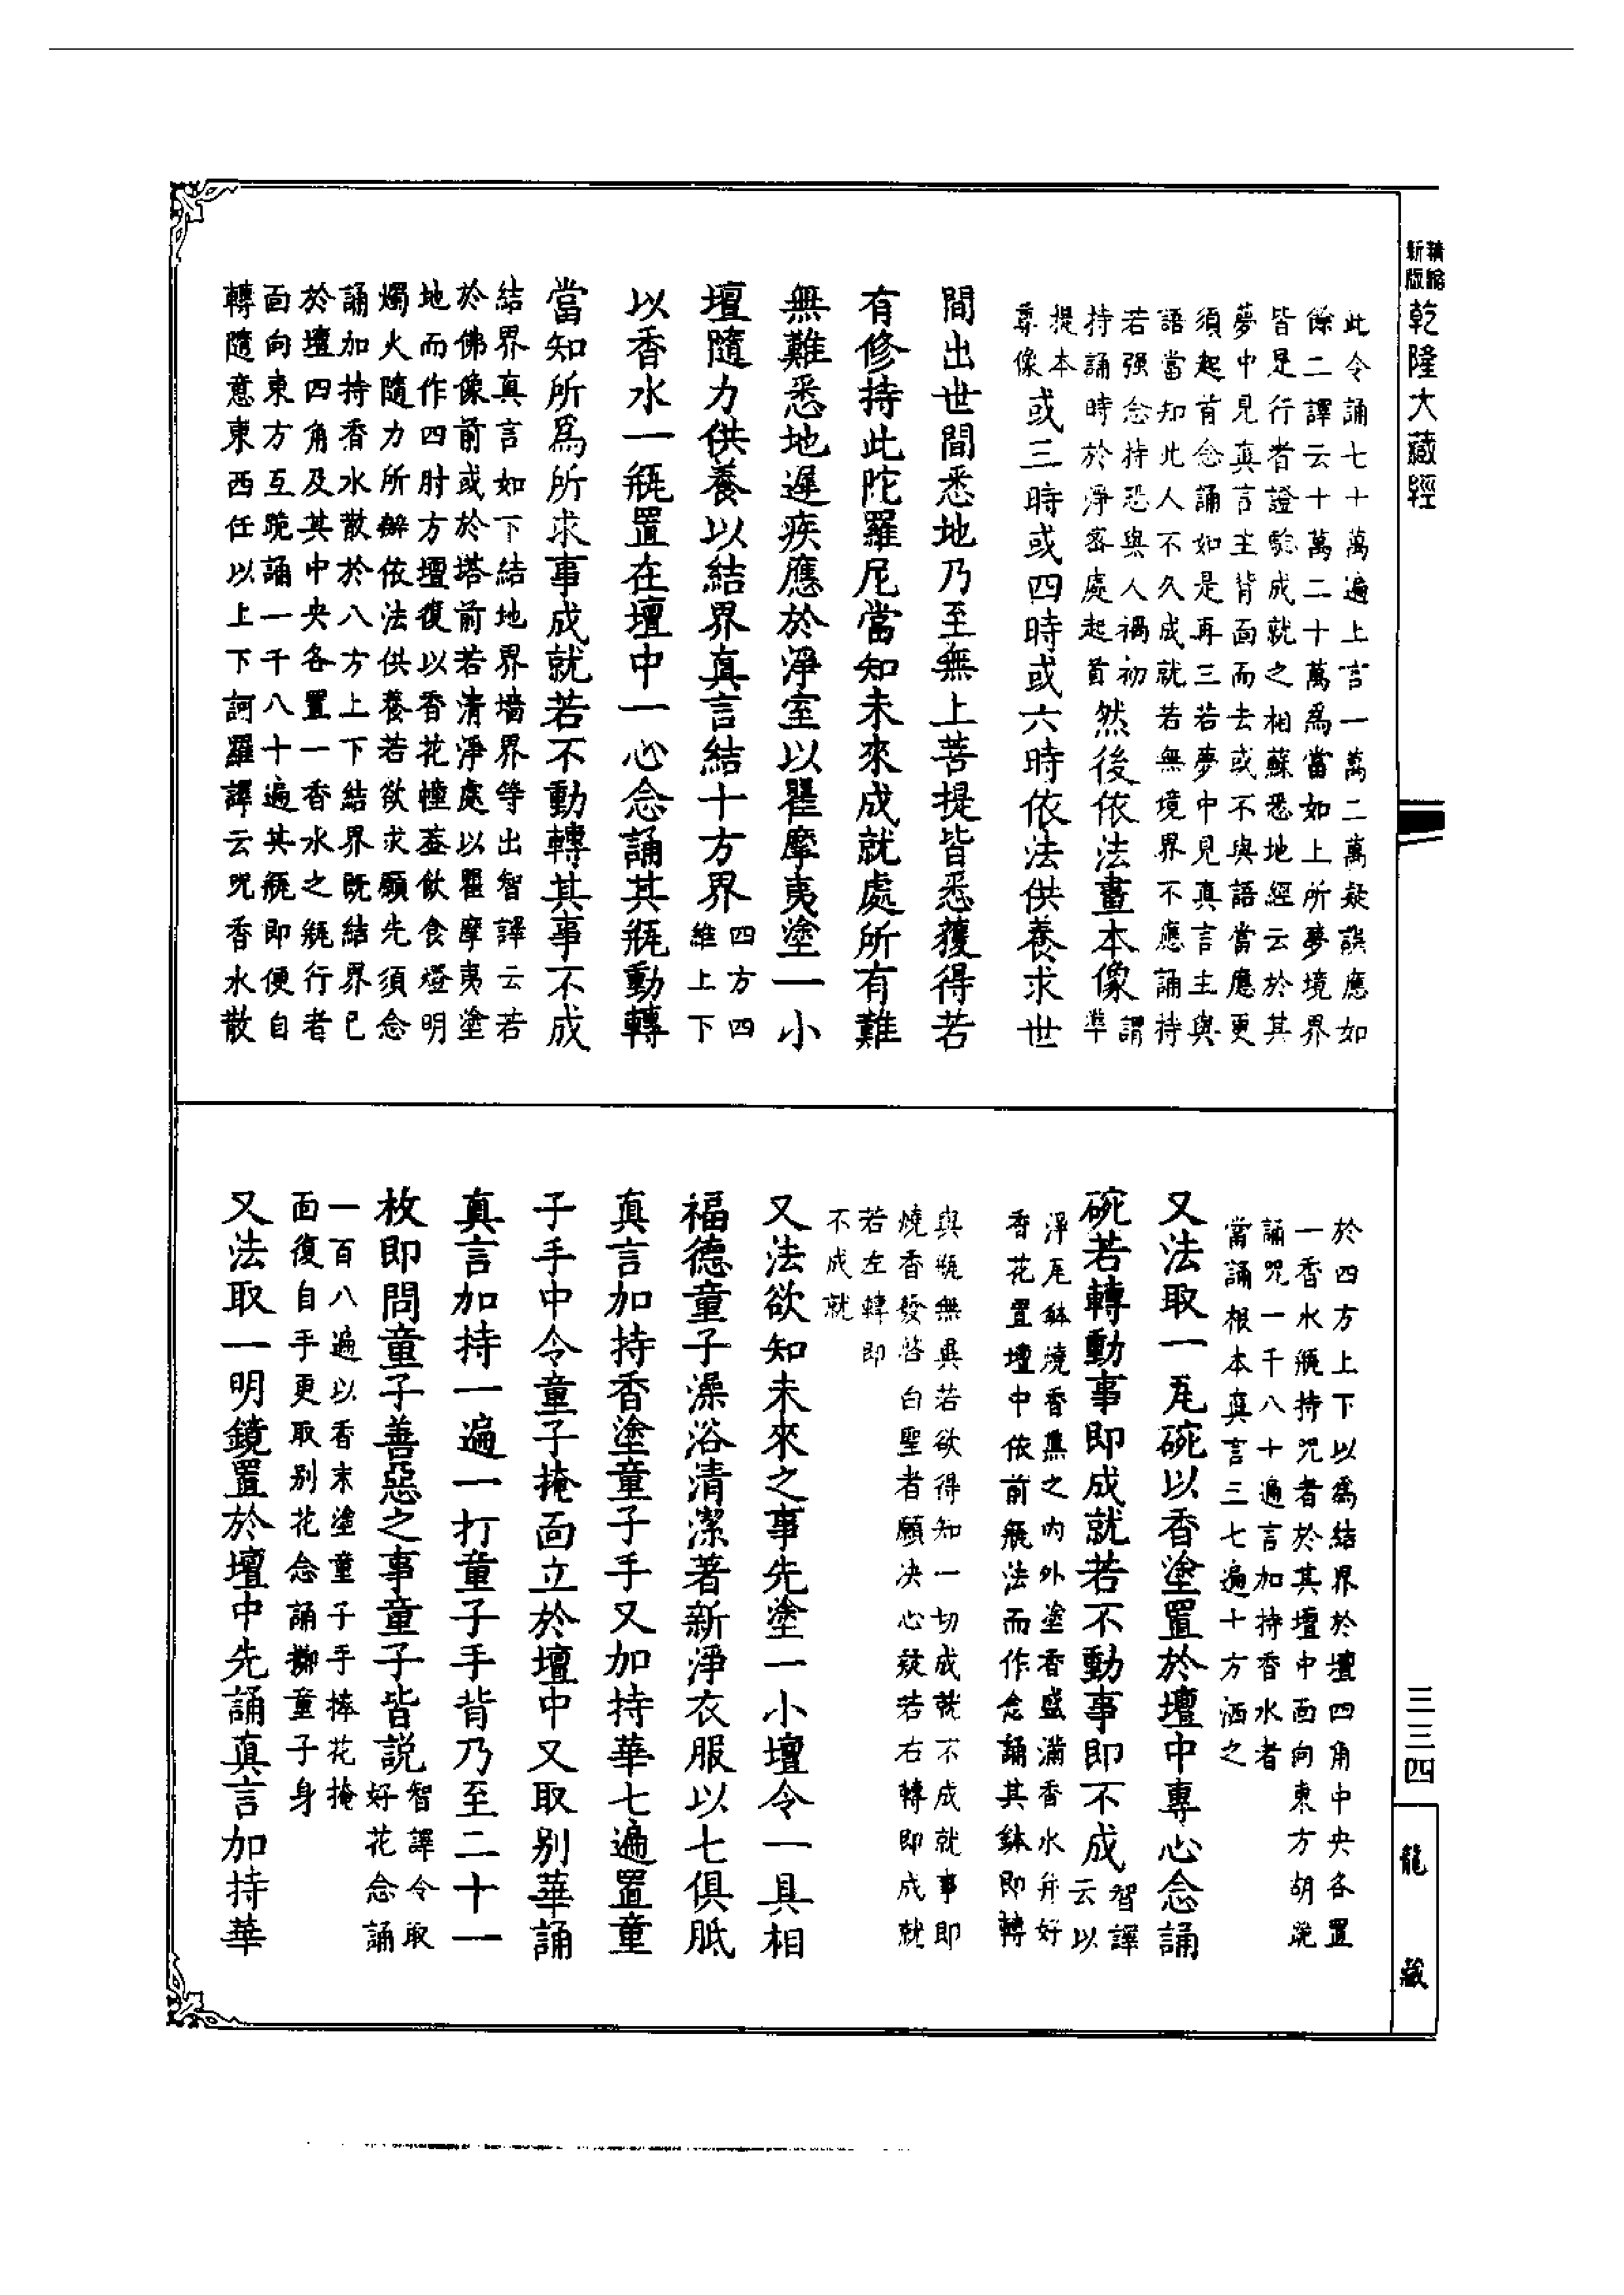 精縮
新版
乾隆大藏經
此令誦七十萬遍上言一萬二萬疑誤應如
餘二譯云十萬二十萬爲當如上所夢境界
皆是行者證驗成就之相蘇悉地經云於其
夢中見真言主背面而去或不與語當應更
須起首念誦如是再三若夢中見真言主與
語當知此人不久成就若無境界不應誦持
若强念持恐與人禍初
持誦時於淨密處起首
然後依法畫本像
謂
準
提本
尊像
或三時或四時或六時依法供養求世
間出世間悉地乃至無上菩提皆悉獲得若
有修持此陀羅尼當知未來成就處所有難
無難悉地遲疾應於淨室以瞿摩夷塗一小
壇隨力供養以結界真言結十方界
四方四
維上下
以香水一瓶置在壇中一心念誦其瓶動轉
當知所爲所求事成就若不動轉其事不成
結界真言如下結地界墻界等出智譯云若
於佛像前或於塔前若清淨處以瞿摩夷塗
地而作四肘方壇復以香花幢蓋飲食燈明
燭火隨力所辦依法供養若欲求願先須念
誦加持香水散於八方上下結界既結界已
於壇四角及其中央各置一香水之瓶行者
面向東方互跪誦一千八十遍其瓶即便自
轉隨意東西任以上下訶羅譯云咒香水散
於四方上下以爲結界於壇四角中央各置
一香水瓶持咒者於其壇中面向東方胡跪
誦咒一千八十遍言加持香水者
當誦根本真言三七遍十方洒之
又法取一瓦碗以香塗置於壇中專心念誦
碗若轉動事即成就若不動事即不成
智譯
云以
淨瓦鉢燒香熏之內外塗香盛滿香水并好
香花置壇中依前瓶法而作念誦其鉢即轉
與瓶無異若欲得知一切成就不成就事即
燒香發啓白聖者願决心疑若右轉即成就
若左轉即
不成就
又法欲知未來之事先塗一小壇令一具相
福德童子澡浴清潔著新淨衣服以七俱胝
真言加持香塗童子手又加持華七遍置童
子手中令童子掩面立於壇中又取别華誦
真言加持一遍一打童子手背乃至二十一
枚即問童子善惡之事童子皆説
智譯令取
好花念誦
一百八遍以香末塗童子手捧花掩
面復自手更取别花念誦擲童子身
又法取一明鏡置於壇中先誦真言加持華
三三四
龍藏